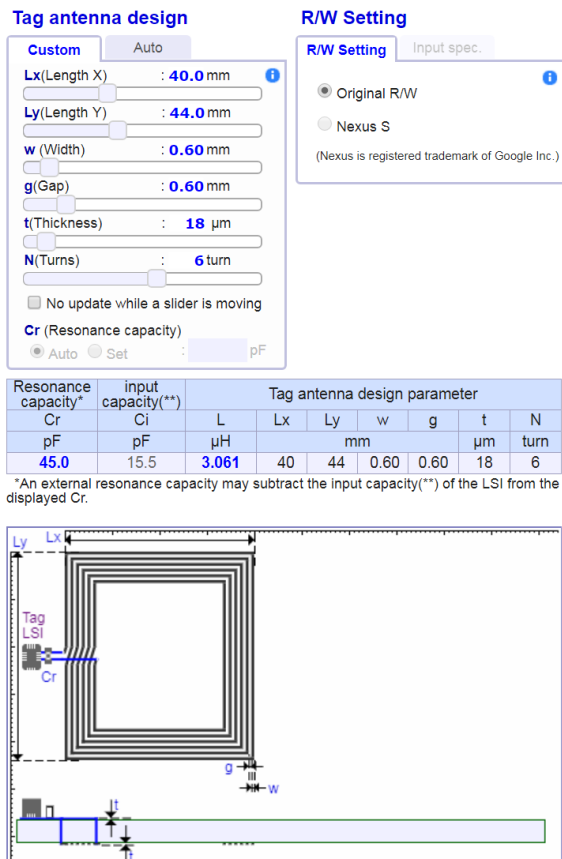 Tag antenna design
R/W Setting
Custom
Auto
Lx(Length X) : 40.0 mm
Ly(Length Y) : 44.0 mm
w (Width) : 0.60 mm
g(Gap) : 0.60 mm
t(Thickness) : 18 μm
N(Turns) : 6 turn
No update while a slider is moving
Cr (Resonance capacity)
Auto Set : pF
R/W Setting
Input spec.
Original R/W
Nexus S
(Nexus is registered trademark of Google Inc.)
Resonance capacity* input capacity(**) Tag antenna design parameter
Cr Ci L Lx Ly w g t N
pF pF μH mm μm turn
45.0 15.5 3.061 40 44 0.60 0.60 18 6
*An external resonance capacity may subtract the input capacity(**) of the LSI from the
displayed Cr.
Ly Lx
Tag
LSI
Cr
g
w
t
t